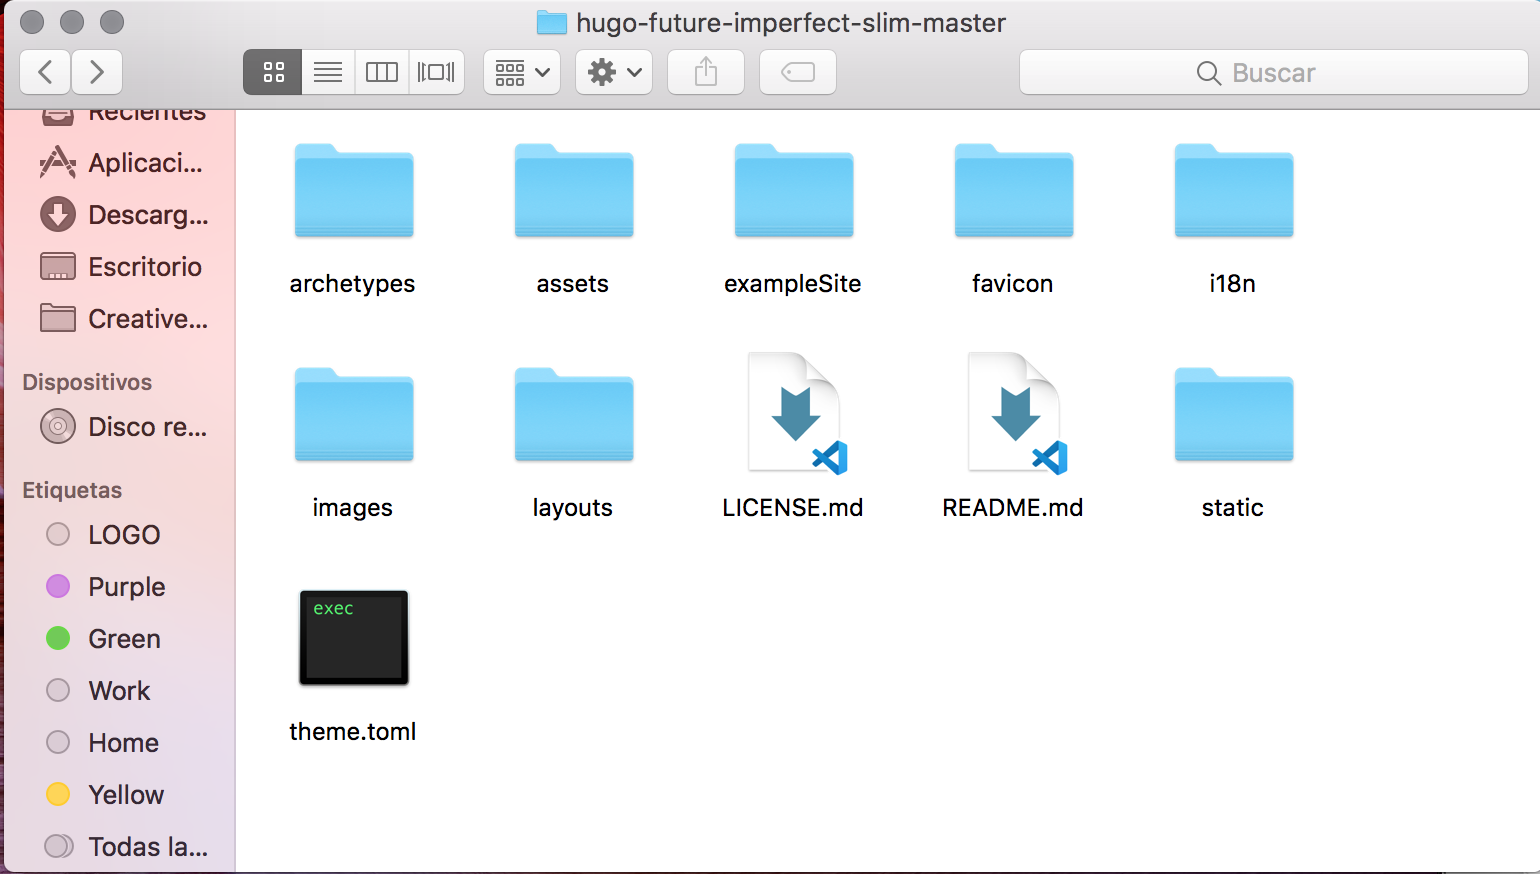 hugo-future-imperfect-slim-master
Buscar
Recientes
Aplicaci...
Descarg...
Escritorio
Creative...
Dispositivos
Disco re...
Etiquetas
LOGO
Purple
Green
Work
Home
Yellow
Todas la...
archetypes
assets
exampleSite
favicon
i18n
images
layouts
LICENSE.md
README.md
static
exec
theme.toml